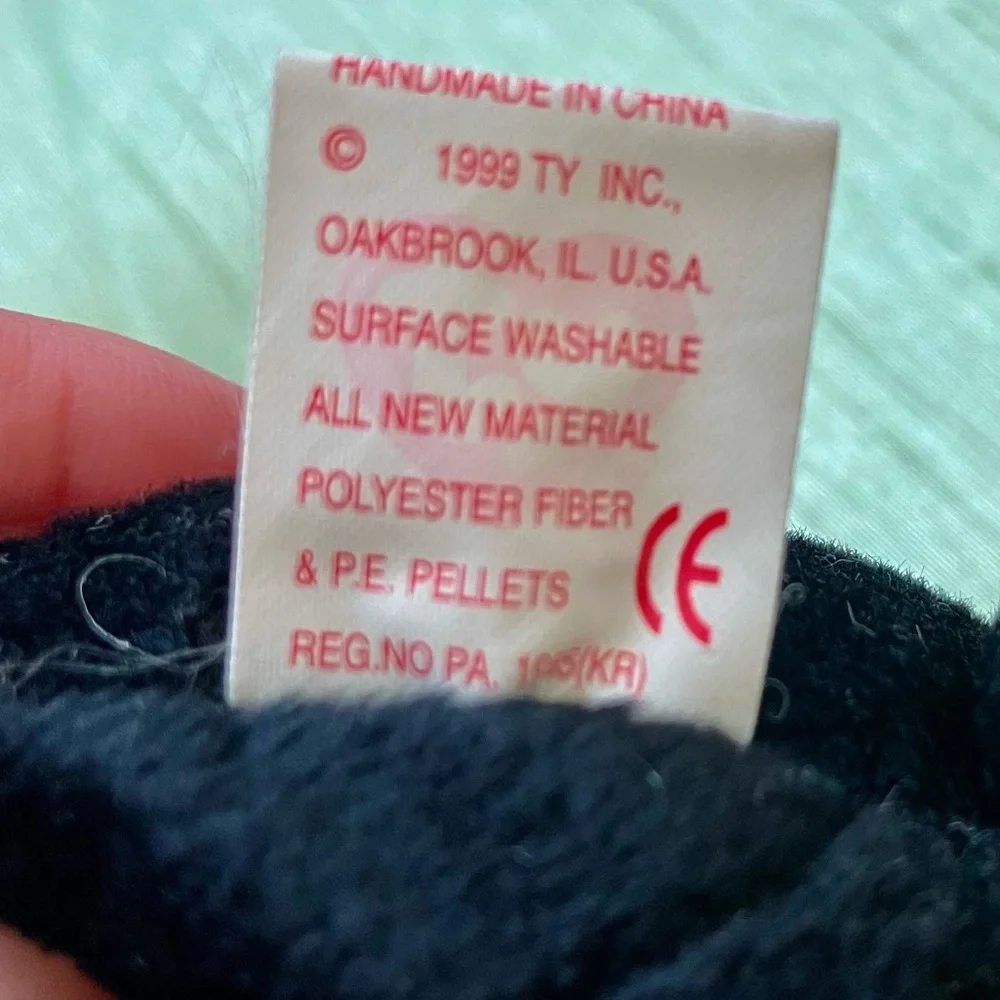 HANDMADE IN CHINA
© 1999 TY INC.,
OAKBROOK, IL. U.S.A.
SURFACE WASHABLE
ALL NEW MATERIAL
POLYESTER FIBER
& P.E. PELLETS CE
REG.NO PA.